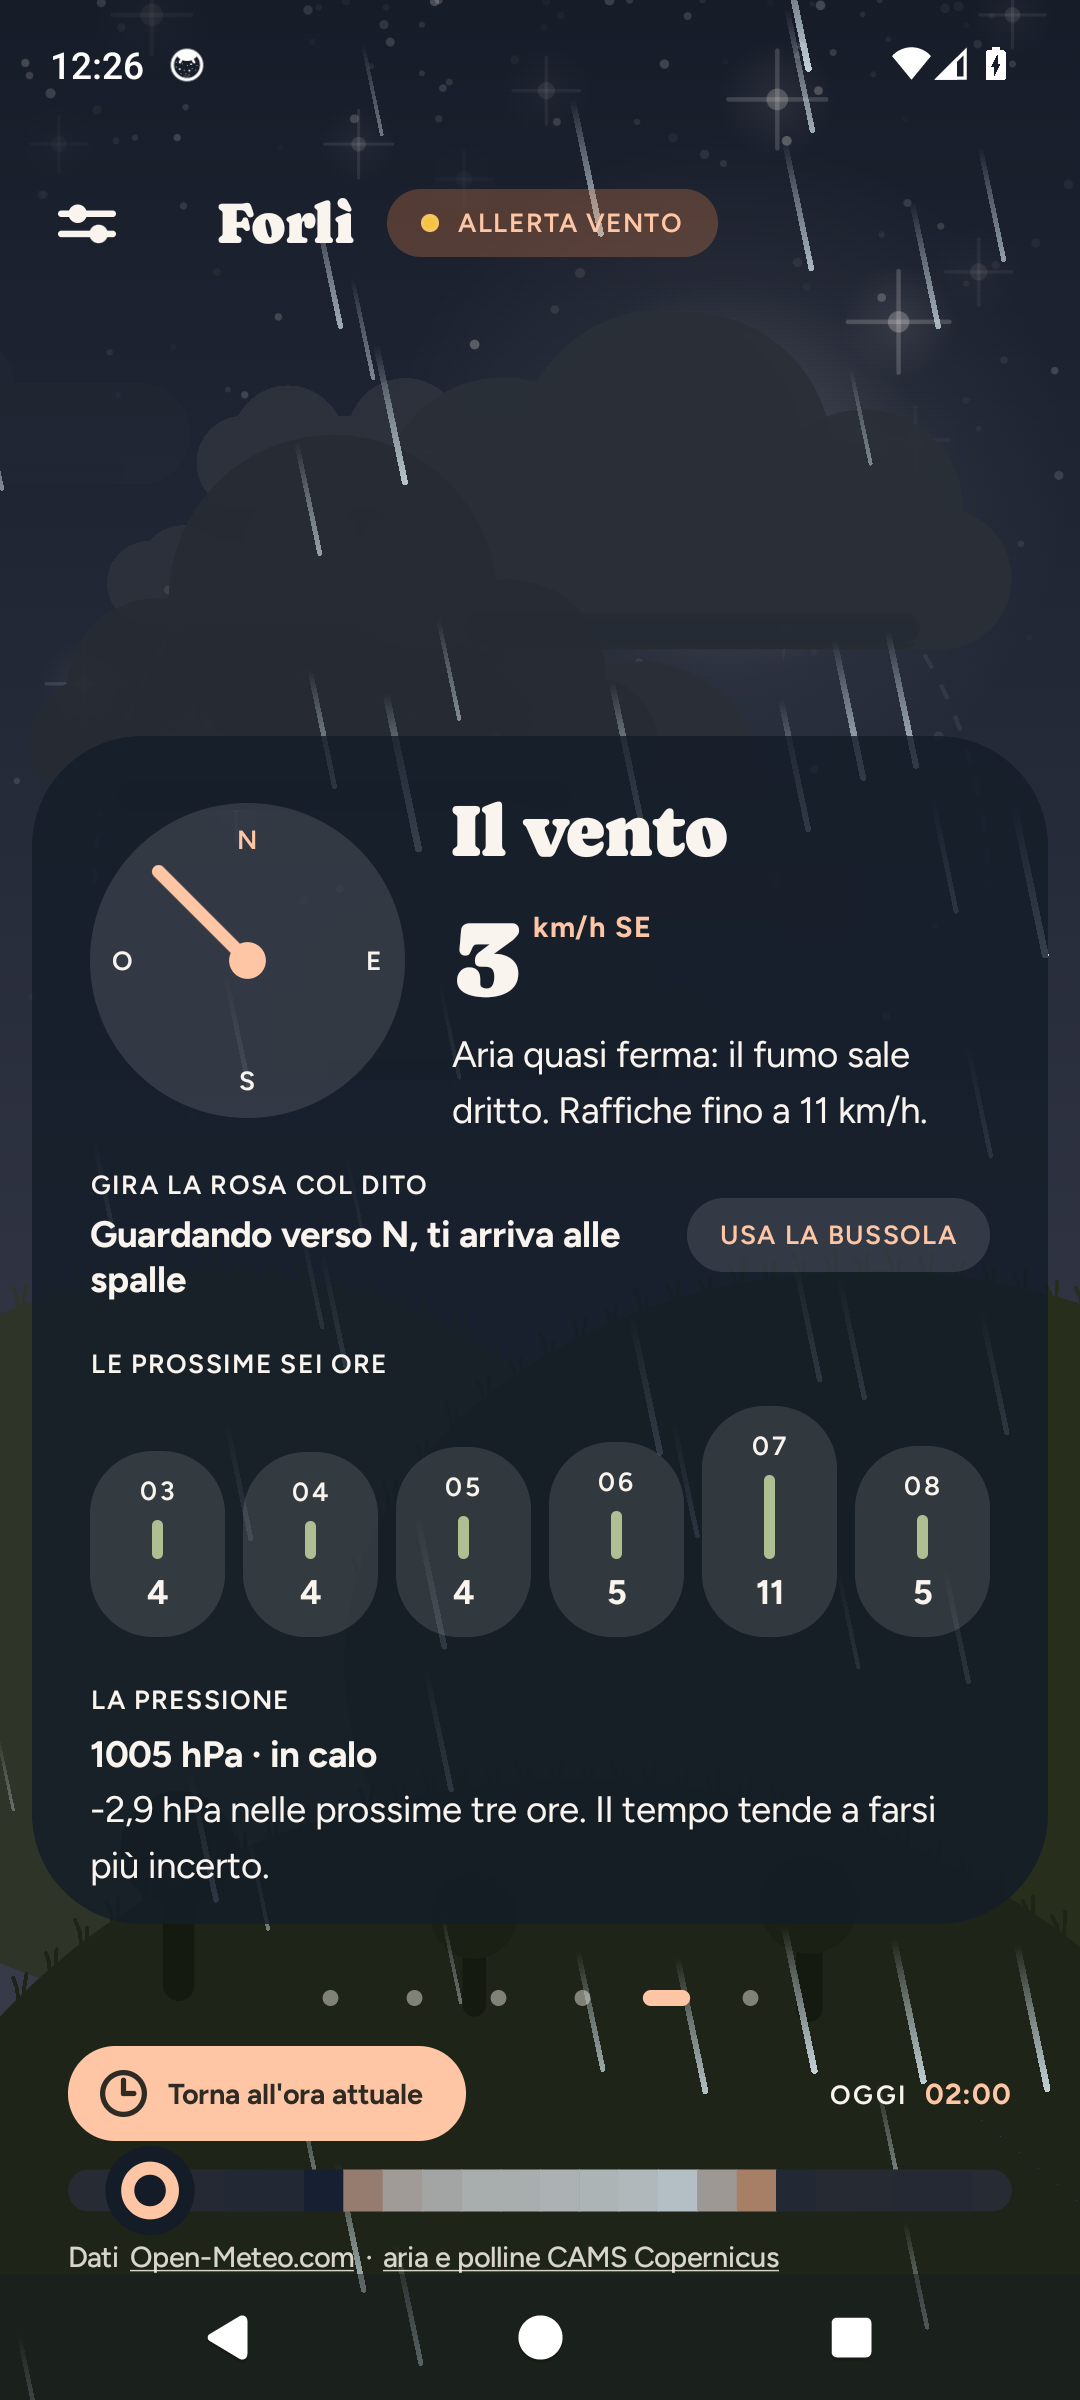 12:26
Forlì
ALLERTA VENTO
N
O
E
S
Il vento
3 km/h SE
Aria quasi ferma: il fumo sale
dritto. Raffiche fino a 11 km/h.
GIRA LA ROSA COL DITO
Guardando verso N, ti arriva alle
spalle
USA LA BUSSOLA
LE PROSSIME SEI ORE
03 04 05 06 07 08
4 4 4 5 11 5
LA PRESSIONE
1005 hPa · in calo
-2,9 hPa nelle prossime tre ore. Il tempo tende a farsi
più incerto.
Torna all'ora attuale
OGGI 02:00
Dati Open-Meteo.com · aria e polline CAMS Copernicus